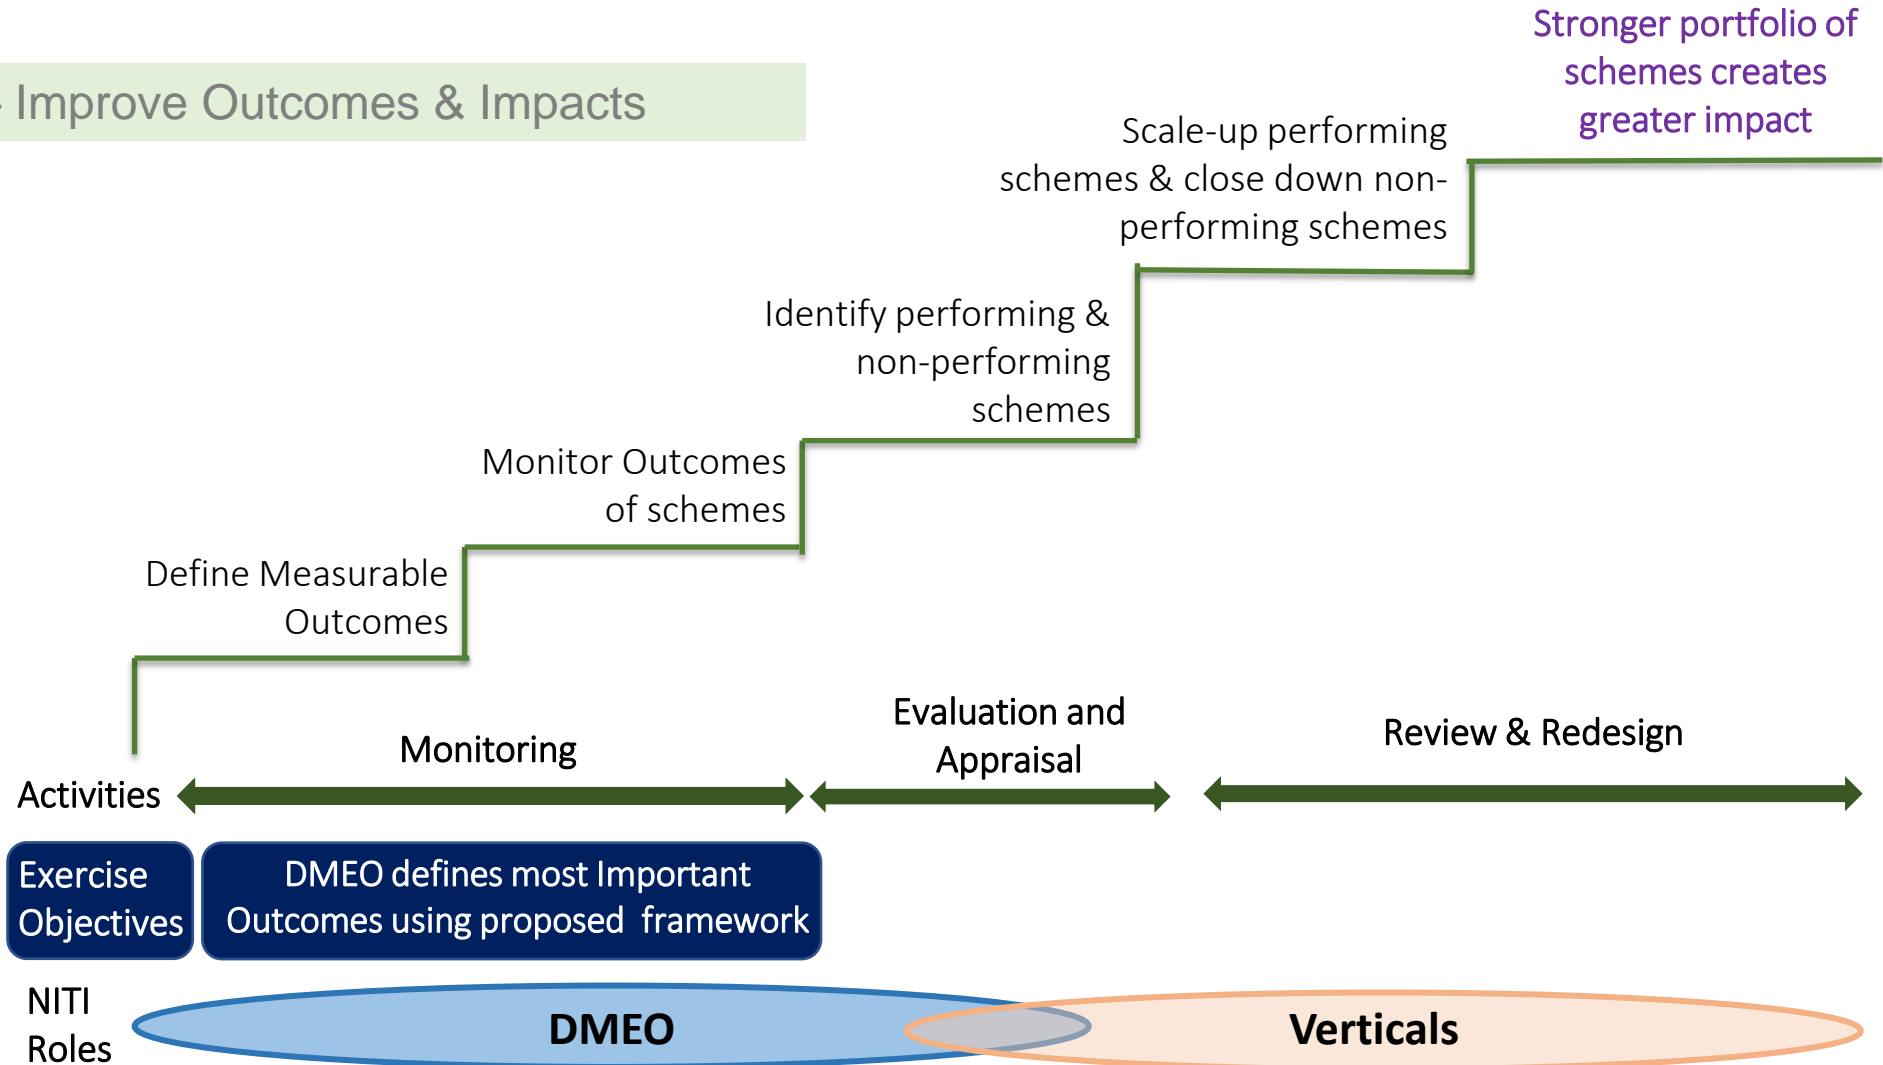 - Improve Outcomes & Impacts
Stronger portfolio of
schemes creates
greater impact
Scale-up performing
schemes & close down non-
performing schemes
Identify performing &
non-performing
schemes
Monitor Outcomes
of schemes
Define Measurable
Outcomes
Activities
Monitoring
Evaluation and
Appraisal
Review & Redesign
Exercise
Objectives
DMEO defines most Important
Outcomes using proposed  framework
NITI
Roles
DMEO
Verticals